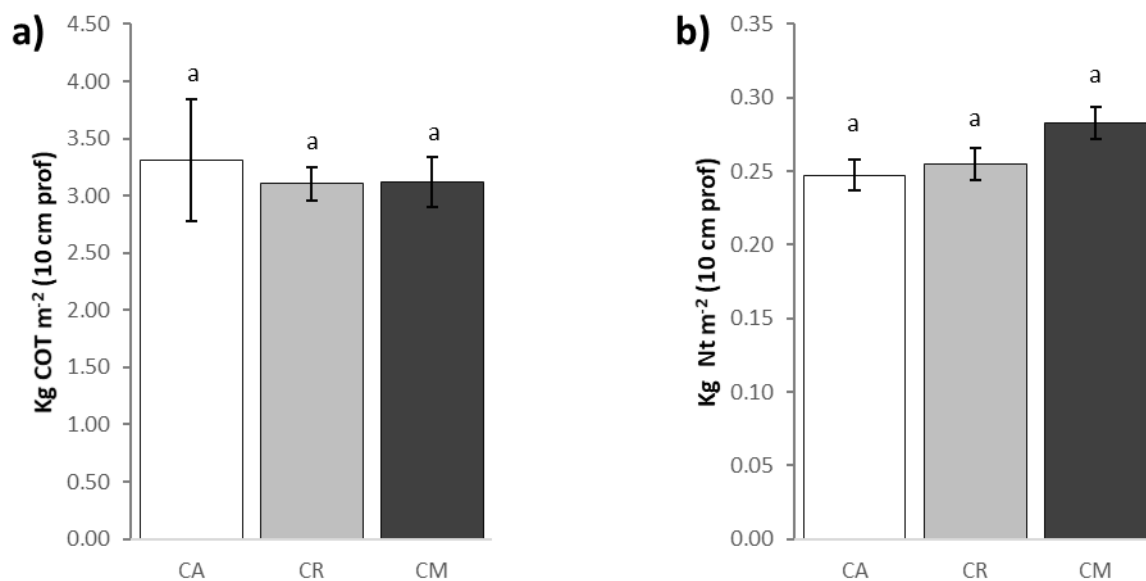 a)
Kg COT m⁻² (10 cm prof)
4.50
4.00
3.50
3.00
2.50
2.00
1.50
1.00
0.50
0.00
a
a
a
CA CR CM
b)
Kg Nt m⁻² (10 cm prof)
0.35
0.30
0.25
0.20
0.15
0.10
0.05
0.00
a
a
a
CA CR CM